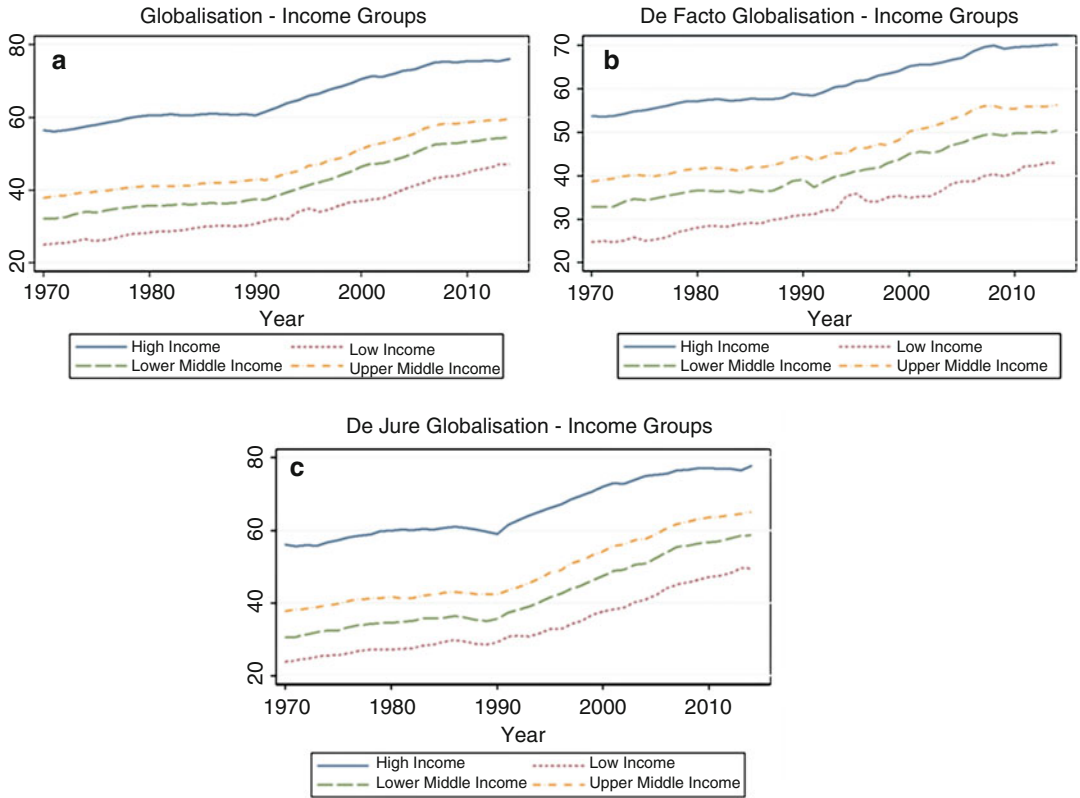 Globalisation - Income Groups
a
80
60
40
20
1970 1980 1990 2000 2010
Year
High Income Low Income
Lower Middle Income Upper Middle Income
De Facto Globalisation - Income Groups
b
70
60
50
40
30
20
1970 1980 1990 2000 2010
Year
High Income Low Income
Lower Middle Income Upper Middle Income
De Jure Globalisation - Income Groups
c
80
60
40
20
1970 1980 1990 2000 2010
Year
High Income Low Income
Lower Middle Income Upper Middle Income